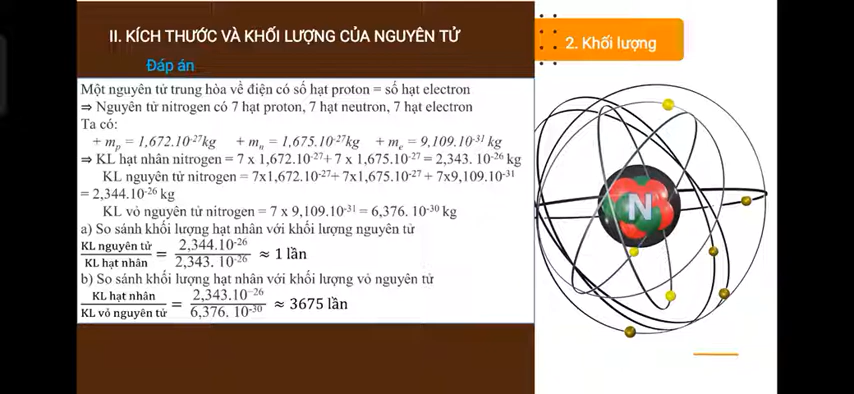 II. KÍCH THƯỚC VÀ KHỐI LƯỢNG CỦA NGUYÊN TỬ
2. Khối lượng
Đáp án
Một nguyên tử trung hòa về điện có số hạt proton = số hạt electron
⇒ Nguyên tử nitrogen có 7 hạt proton, 7 hạt neutron, 7 hạt electron
Ta có:
+ mₚ = 1,672.10⁻²⁷kg + mₙ = 1,675.10⁻²⁷kg + mₑ = 9,109.10⁻³¹ kg
⇒ KL hạt nhân nitrogen = 7 x 1,672.10⁻²⁷+ 7 x 1,675.10⁻²⁷ = 2,343. 10⁻²⁶ kg
KL nguyên tử nitrogen = 7x1,672.10⁻²⁷+ 7x1,675.10⁻²⁷ + 7x9,109.10⁻³¹
= 2,344.10⁻²⁶ kg
KL vỏ nguyên tử nitrogen = 7 x 9,109.10⁻³¹ = 6,376. 10⁻³⁰ kg
a) So sánh khối lượng hạt nhân với khối lượng nguyên tử
KL nguyên tử / KL hạt nhân = 2,344.10⁻²⁶ / 2,343. 10⁻²⁶ ≈ 1 lần
b) So sánh khối lượng hạt nhân với khối lượng vỏ nguyên tử
KL hạt nhân / KL vỏ nguyên tử = 2,343.10⁻²⁶ / 6,376. 10⁻³⁰ ≈ 3675 lần
N